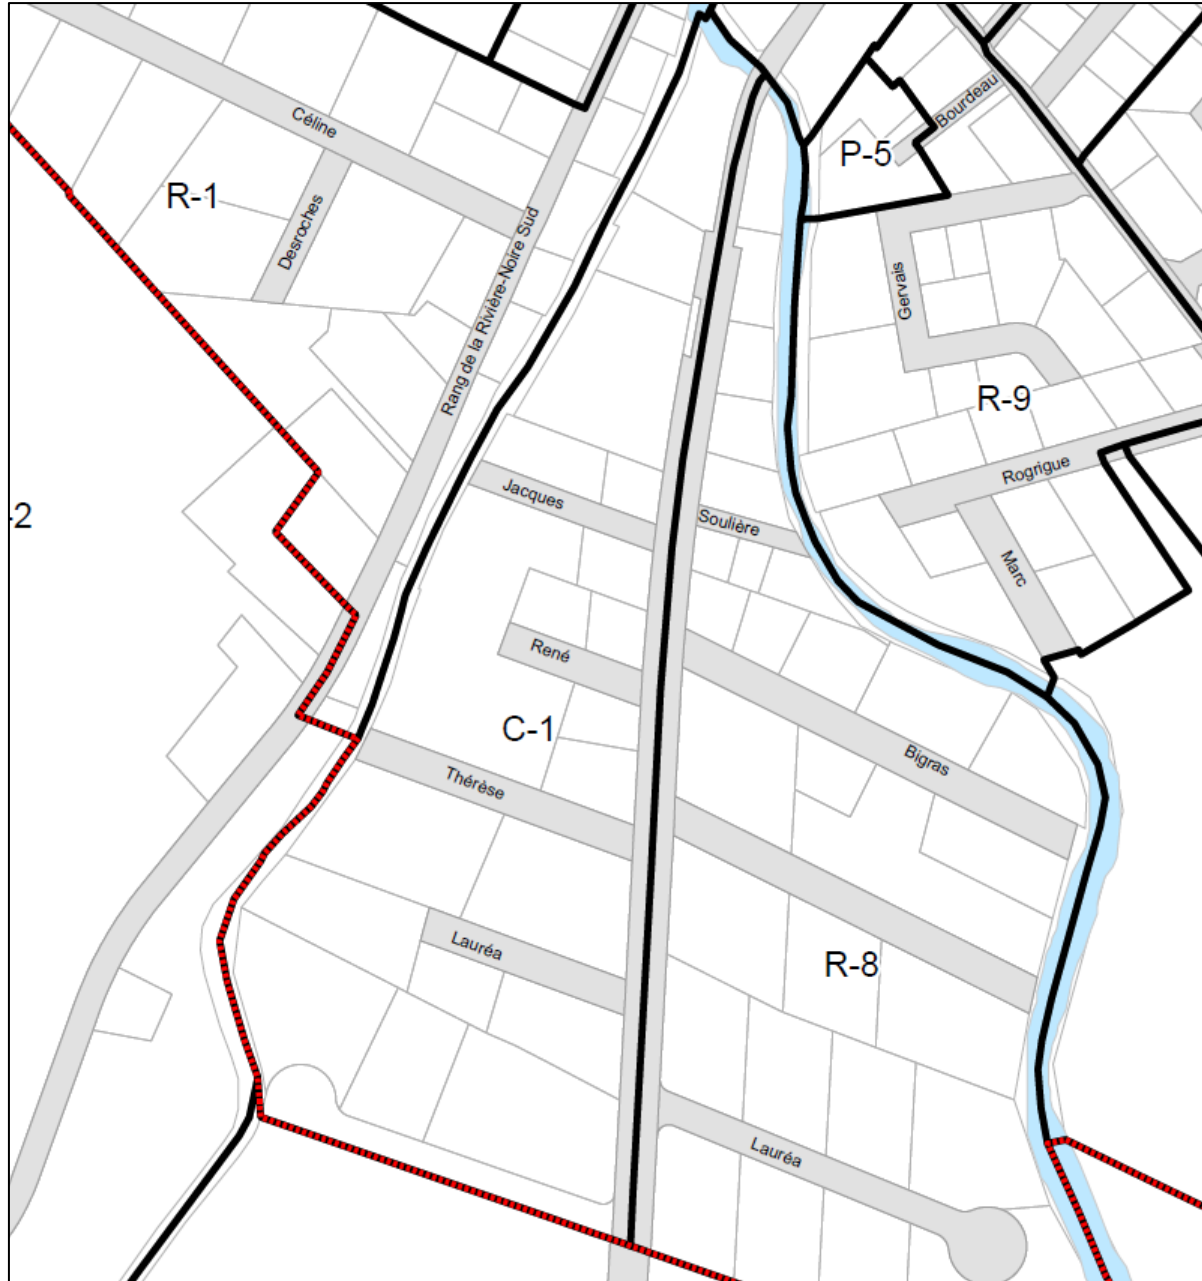 Bourdeau
Céline
P-5
R-1
Desroches
Rang de la Rivière-Noire Sud
Gervais
R-9
Rogrigue
Jacques
-2
Soulière
Marc
René
C-1
Bigras
Thérèse
Lauréa
R-8
Lauréa